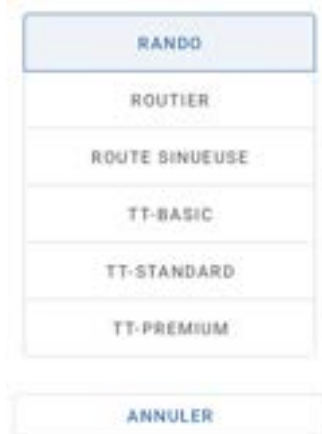 RANDO
ROUTIER
ROUTE SINUEUSE
TT-BASIC
TT-STANDARD
TT-PREMIUM
ANNULER